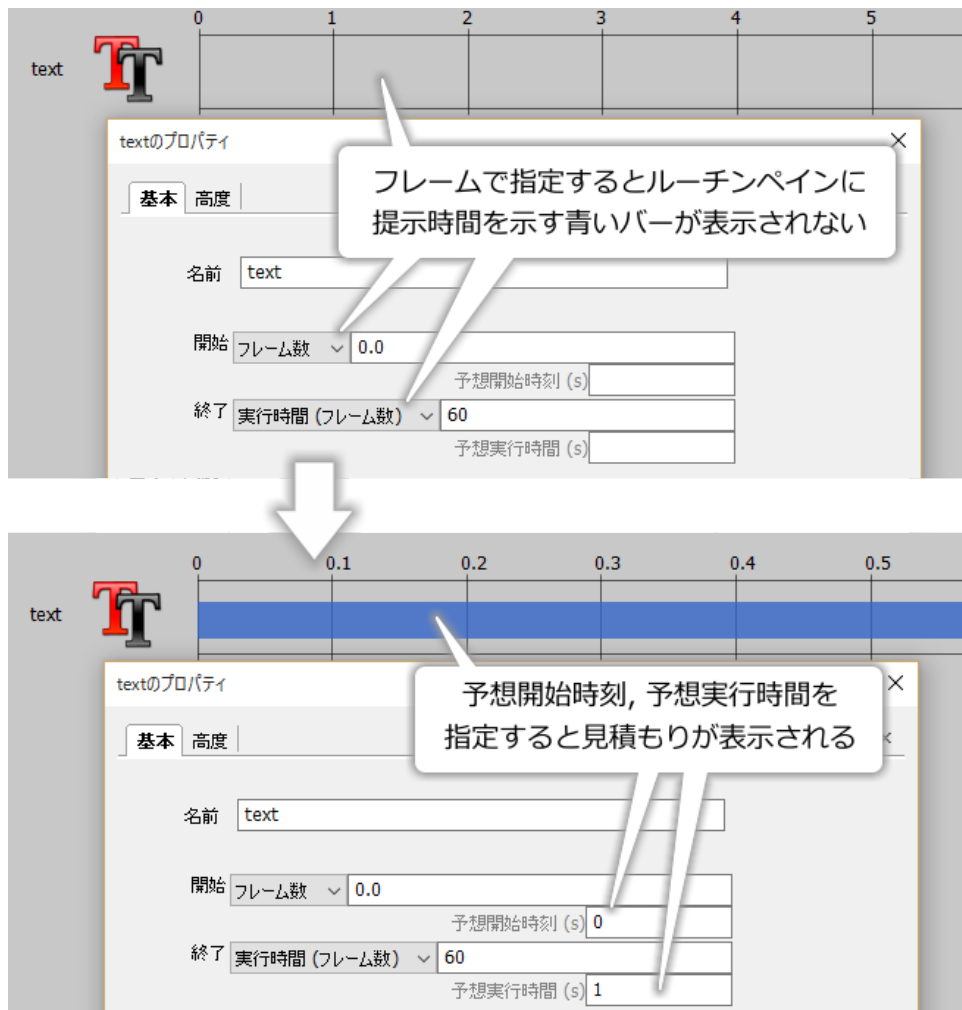 0 1 2 3 4 5
text
textのプロパティ
フレームで指定するとルーチンペインに
提示時間を示す青いバーが表示されない
基本 高度
名前 text
開始 フレーム数 0.0
予想開始時刻 (s)
終了 実行時間 (フレーム数) 60
予想実行時間 (s)
0 0.1 0.2 0.3 0.4 0.5
text
textのプロパティ
予想開始時刻, 予想実行時間を
指定すると見積もりが表示される
基本 高度
名前 text
開始 フレーム数 0.0
予想開始時刻 (s) 0
終了 実行時間 (フレーム数) 60
予想実行時間 (s) 1